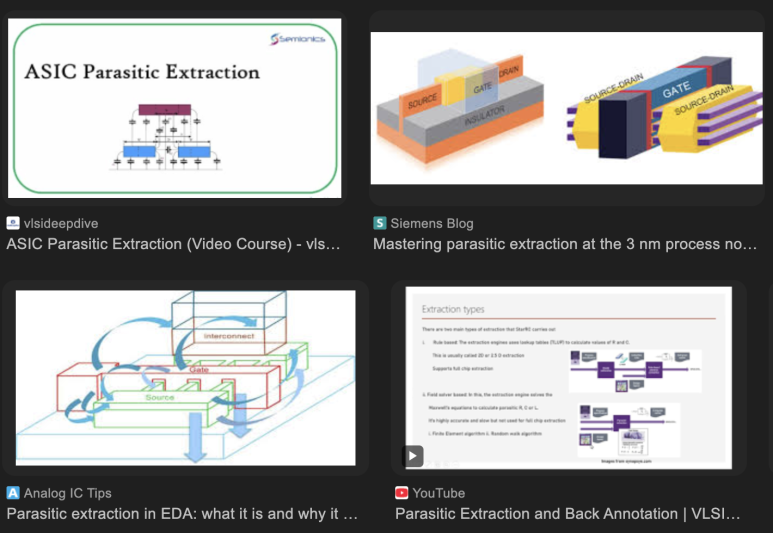 Semionics
ASIC Parasitic Extraction
SOURCE
GATE
DRAIN
INSULATOR
SOURCE-DRAIN
GATE
SOURCE-DRAIN
vlsideepdive
ASIC Parasitic Extraction (Video Course) - vls...
S Siemens Blog
Mastering parasitic extraction at the 3 nm process no...
Interconnect
Gate
Source
Extraction types
There are two main types of extraction that StarRC carries out
i. Rule based: The extraction engines uses lookup tables (TLUP) to calculate values of R and C.
This is usually called 2D or 2.5 D extraction
Supports full chip extraction
ii. Field solver based: In this, the extraction engine solves the
Maxwell's equations to calculate parasitic R, C or L.
It's highly accurate and slow but not used for full chip extraction
i. Finite Element algorithm ii. Random walk algorithm
Images from synopsys.com
A Analog IC Tips
Parasitic extraction in EDA: what it is and why it ...
YouTube
Parasitic Extraction and Back Annotation | VLSI...